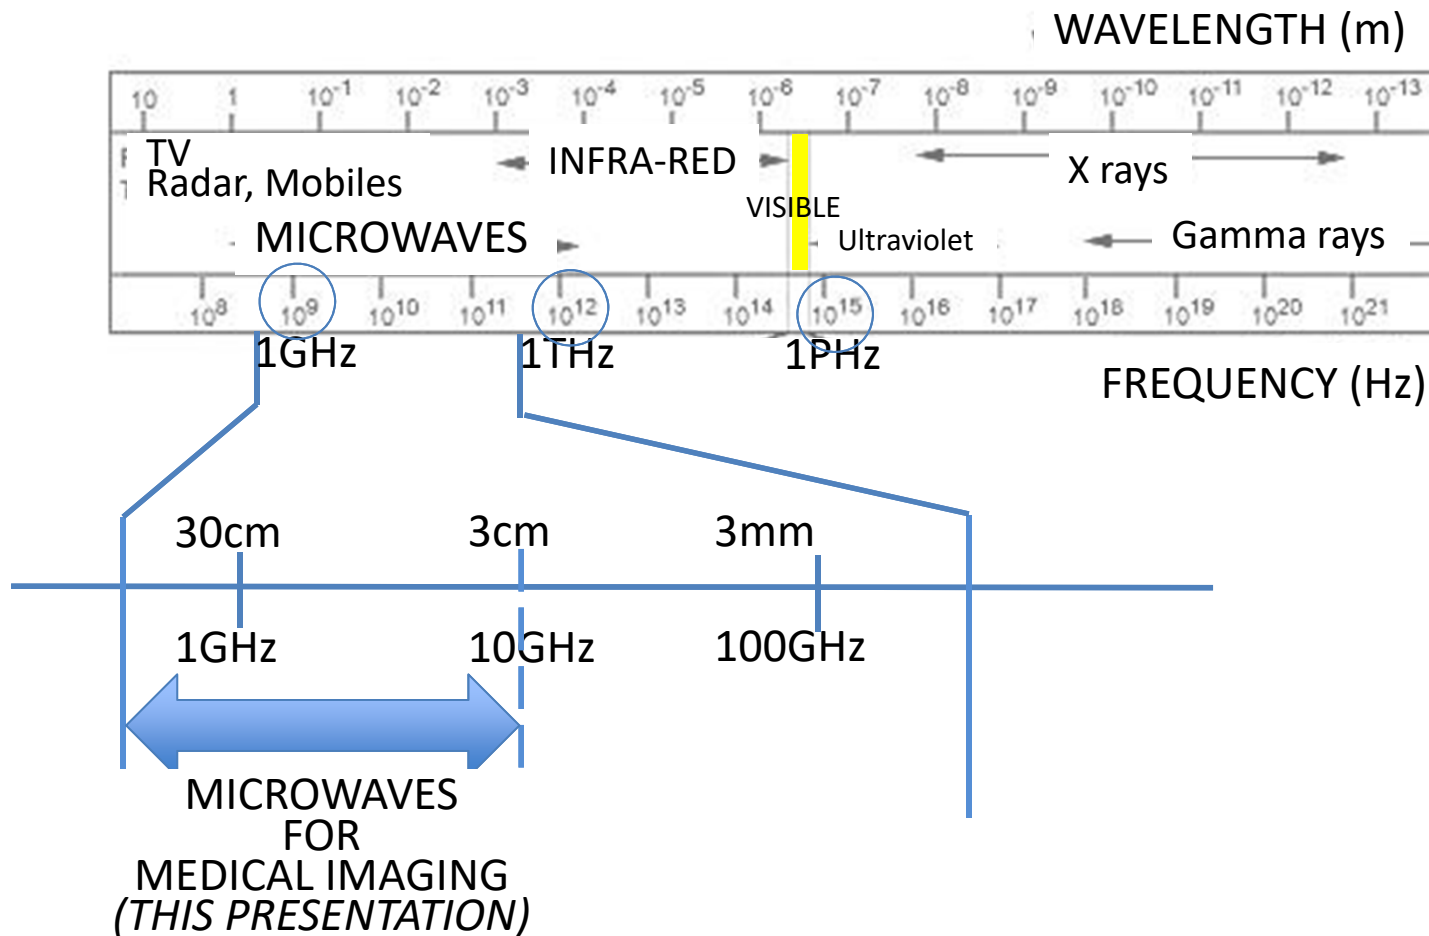 WAVELENGTH (m)
10 1 10⁻¹ 10⁻² 10⁻³ 10⁻⁴ 10⁻⁵ 10⁻⁶ 10⁻⁷ 10⁻⁸ 10⁻⁹ 10⁻¹⁰ 10⁻¹¹ 10⁻¹² 10⁻¹³
TV
Radar, Mobiles
INFRA-RED
X rays
VISIBLE
MICROWAVES
Ultraviolet
Gamma rays
10⁸ 10⁹ 10¹⁰ 10¹¹ 10¹² 10¹³ 10¹⁴ 10¹⁵ 10¹⁶ 10¹⁷ 10¹⁸ 10¹⁹ 10²⁰ 10²¹
1GHz 1THz 1PHz
FREQUENCY (Hz)
30cm 3cm 3mm
1GHz 10GHz 100GHz
MICROWAVES
FOR
MEDICAL IMAGING
(THIS PRESENTATION)